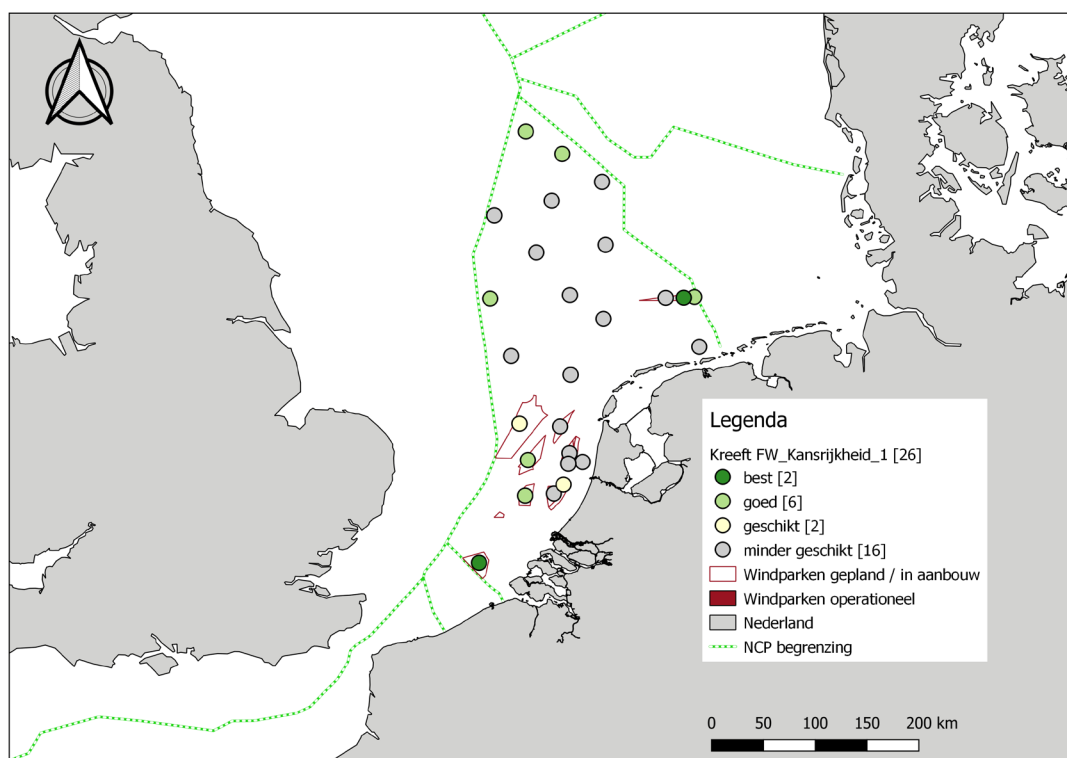 Legenda
Kreeft FW_Kansrijkheid_1 [26]
best [2]
goed [6]
geschikt [2]
minder geschikt [16]
Windparken gepland / in aanbouw
Windparken operationeel
Nederland
NCP begrenzing
0 50 100 150 200 km